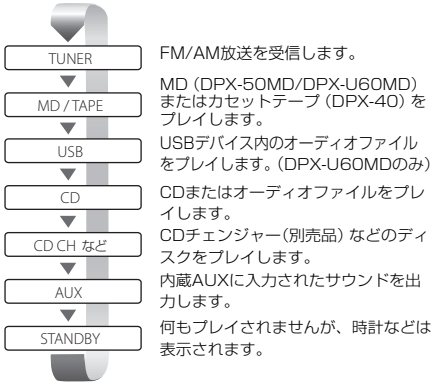 TUNER
FM/AM放送を受信します。
MD / TAPE
MD（DPX-50MD/DPX-U60MD）
またはカセットテープ（DPX-40）を
プレイします。
USB
USBデバイス内のオーディオファイル
をプレイします。（DPX-U60MDのみ）
CD
CDまたはオーディオファイルをプレ
イします。
CD CH など
CDチェンジャー（別売品）などのディ
スクをプレイします。
AUX
内蔵AUXに入力されたサウンドを出
力します。
STANDBY
何もプレイされませんが、時計などは
表示されます。